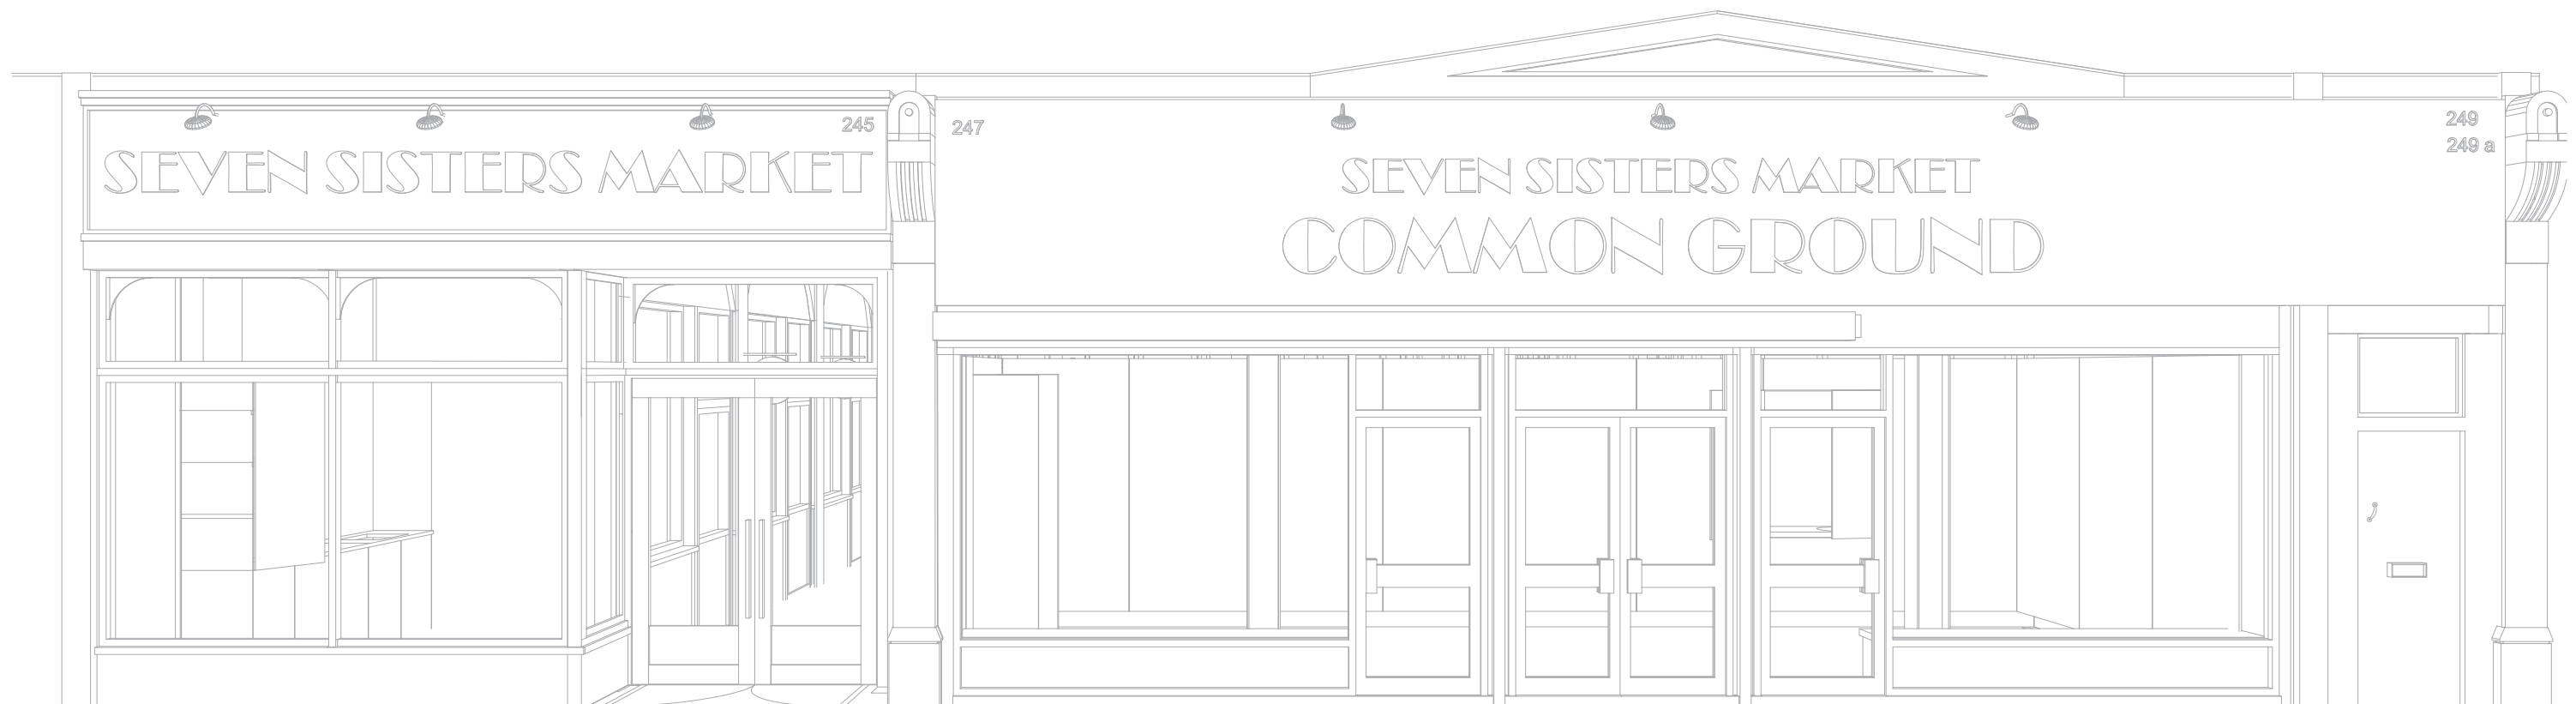 245
SEVEN SISTERS MARKET
247
249
249 a
SEVEN SISTERS MARKET
COMMON GROUND